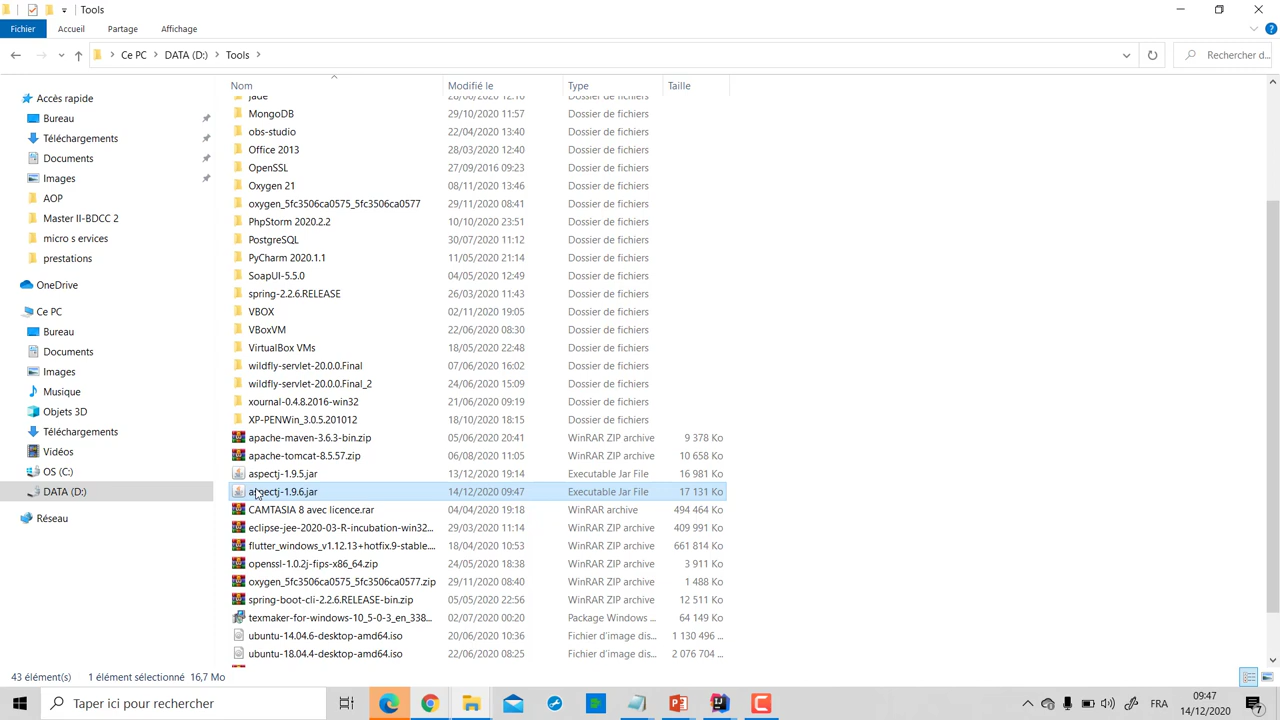 Tools
Fichier Accueil Partage Affichage
Ce PC DATA (D:) Tools
Rechercher d...
Nom Modifié le Type Taille
jade 28/06/2020 12:10 Dossier de fichiers
MongoDB 29/10/2020 11:57 Dossier de fichiers
obs-studio 22/04/2020 13:40 Dossier de fichiers
Office 2013 28/03/2020 12:40 Dossier de fichiers
OpenSSL 27/09/2016 09:23 Dossier de fichiers
Oxygen 21 08/11/2020 13:46 Dossier de fichiers
oxygen_5fc3506ca0575_5fc3506ca0577 29/11/2020 08:41 Dossier de fichiers
PhpStorm 2020.2.2 10/10/2020 23:51 Dossier de fichiers
PostgreSQL 30/07/2020 11:12 Dossier de fichiers
PyCharm 2020.1.1 11/05/2020 21:14 Dossier de fichiers
SoapUI-5.5.0 04/05/2020 12:49 Dossier de fichiers
spring-2.2.6.RELEASE 26/03/2020 11:43 Dossier de fichiers
VBOX 02/11/2020 19:05 Dossier de fichiers
VBoxVM 22/06/2020 08:30 Dossier de fichiers
VirtualBox VMs 18/05/2020 22:48 Dossier de fichiers
wildfly-servlet-20.0.0.Final 07/06/2020 16:02 Dossier de fichiers
wildfly-servlet-20.0.0.Final_2 24/06/2020 15:09 Dossier de fichiers
xournal-0.4.8.2016-win32 21/06/2020 09:19 Dossier de fichiers
XP-PENWin_3.0.5.201012 18/10/2020 18:15 Dossier de fichiers
apache-maven-3.6.3-bin.zip 05/06/2020 20:41 WinRAR ZIP archive 9 378 Ko
apache-tomcat-8.5.57.zip 06/08/2020 11:05 WinRAR ZIP archive 10 658 Ko
aspectj-1.9.5.jar 13/12/2020 19:14 Executable Jar File 16 981 Ko
aspectj-1.9.6.jar 14/12/2020 09:47 Executable Jar File 17 131 Ko
CAMTASIA 8 avec licence.rar 04/04/2020 19:18 WinRAR archive 494 464 Ko
eclipse-jee-2020-03-R-incubation-win32... 29/03/2020 11:14 WinRAR ZIP archive 409 991 Ko
flutter_windows_v1.12.13+hotfix.9-stable.... 18/04/2020 10:53 WinRAR ZIP archive 661 814 Ko
openssl-1.0.2j-fips-x86_64.zip 24/05/2020 18:38 WinRAR ZIP archive 3 911 Ko
oxygen_5fc3506ca0575_5fc3506ca0577.zip 29/11/2020 08:40 WinRAR ZIP archive 1 488 Ko
spring-boot-cli-2.2.6.RELEASE-bin.zip 05/05/2020 22:56 WinRAR ZIP archive 12 511 Ko
texmaker-for-windows-10_5-0-3_en_338... 02/07/2020 00:20 Package Windows ... 64 149 Ko
ubuntu-14.04.6-desktop-amd64.iso 20/06/2020 10:36 Fichier d'image dis... 1 130 496 ...
ubuntu-18.04.4-desktop-amd64.iso 22/06/2020 08:25 Fichier d'image dis... 2 076 704 ...
Accès rapide
Bureau
Téléchargements
Documents
Images
AOP
Master II-BDCC 2
micro s ervices
prestations
OneDrive
Ce PC
Bureau
Documents
Images
Musique
Objets 3D
Téléchargements
Vidéos
OS (C:)
DATA (D:)
Réseau
43 élément(s) 1 élément sélectionné 16,7 Mo
Taper ici pour rechercher
FRA
09:47
14/12/2020
7